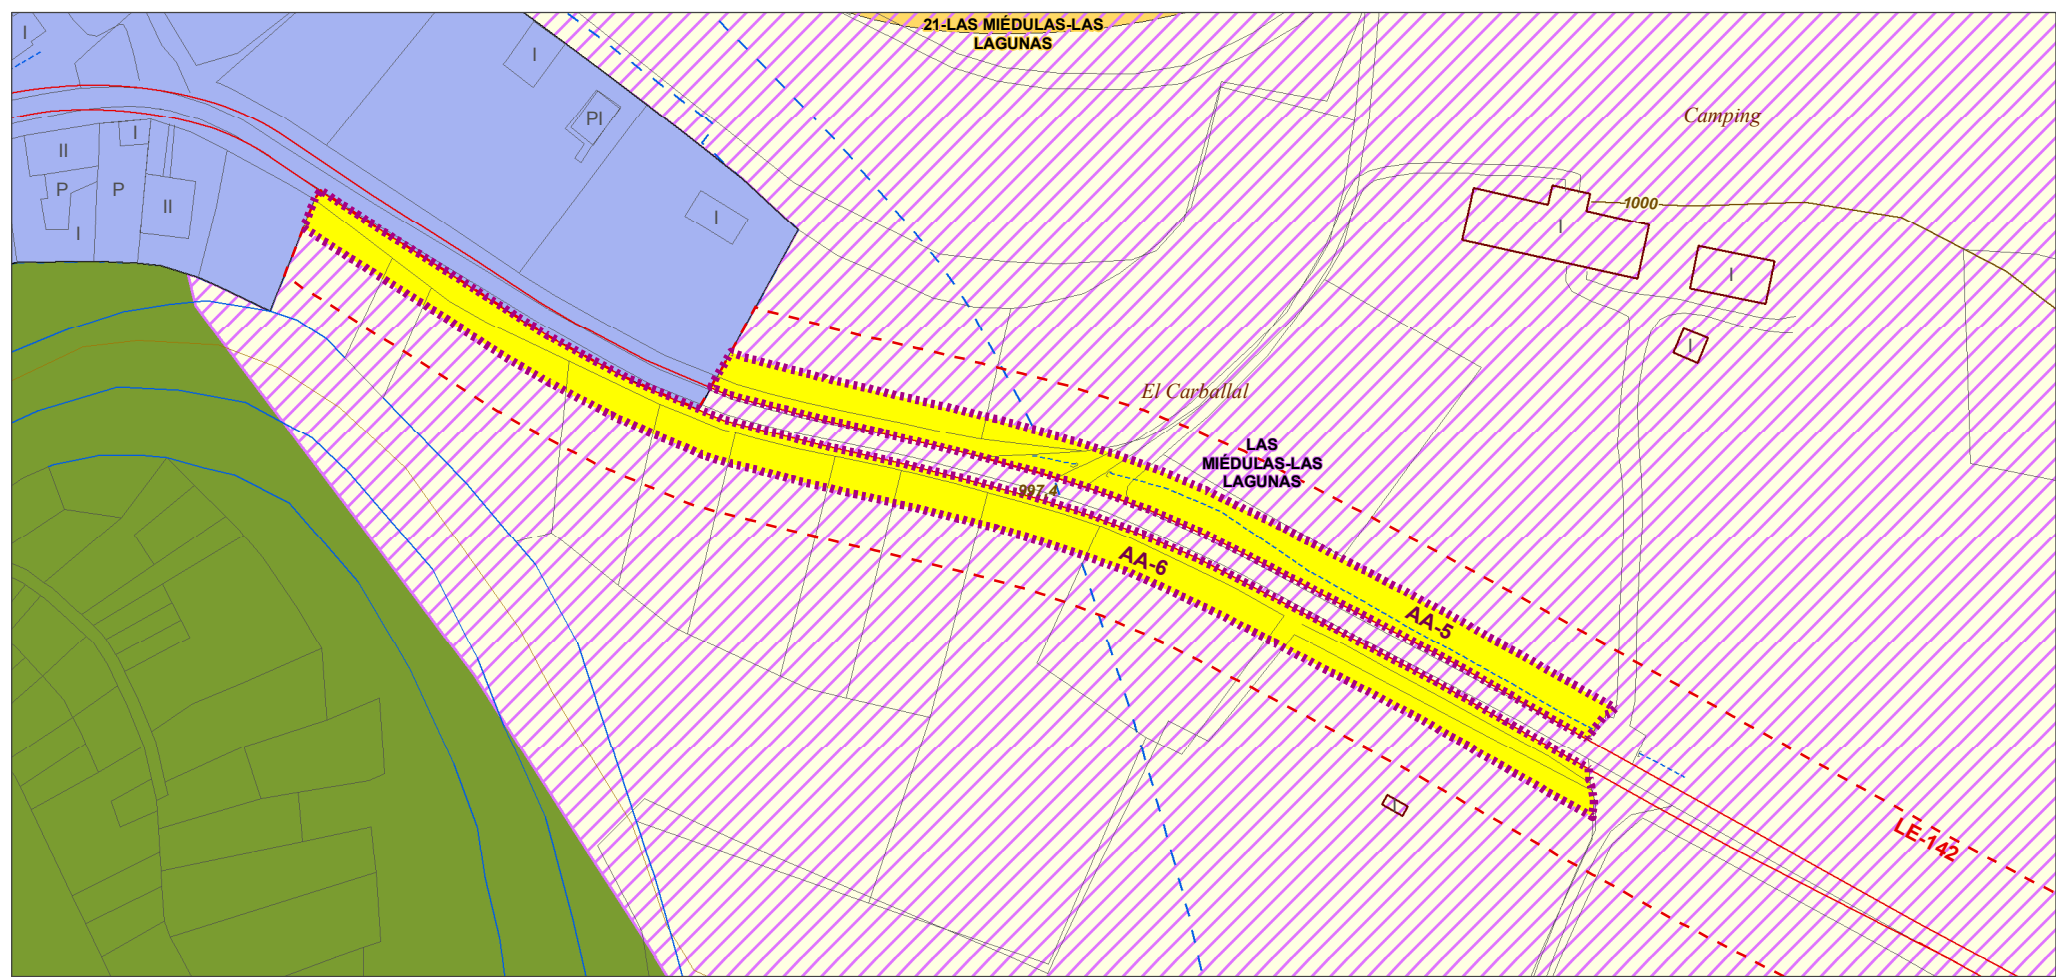 I
21-LAS MIÉDULAS-LAS
LAGUNAS
I
PI
Camping
I
II
P
P
II
I
I
1000
I
I
I
El Carballal
LAS
MIÉDULAS-LAS
LAGUNAS
997,4
AA-6
AA-5
I
LE-142